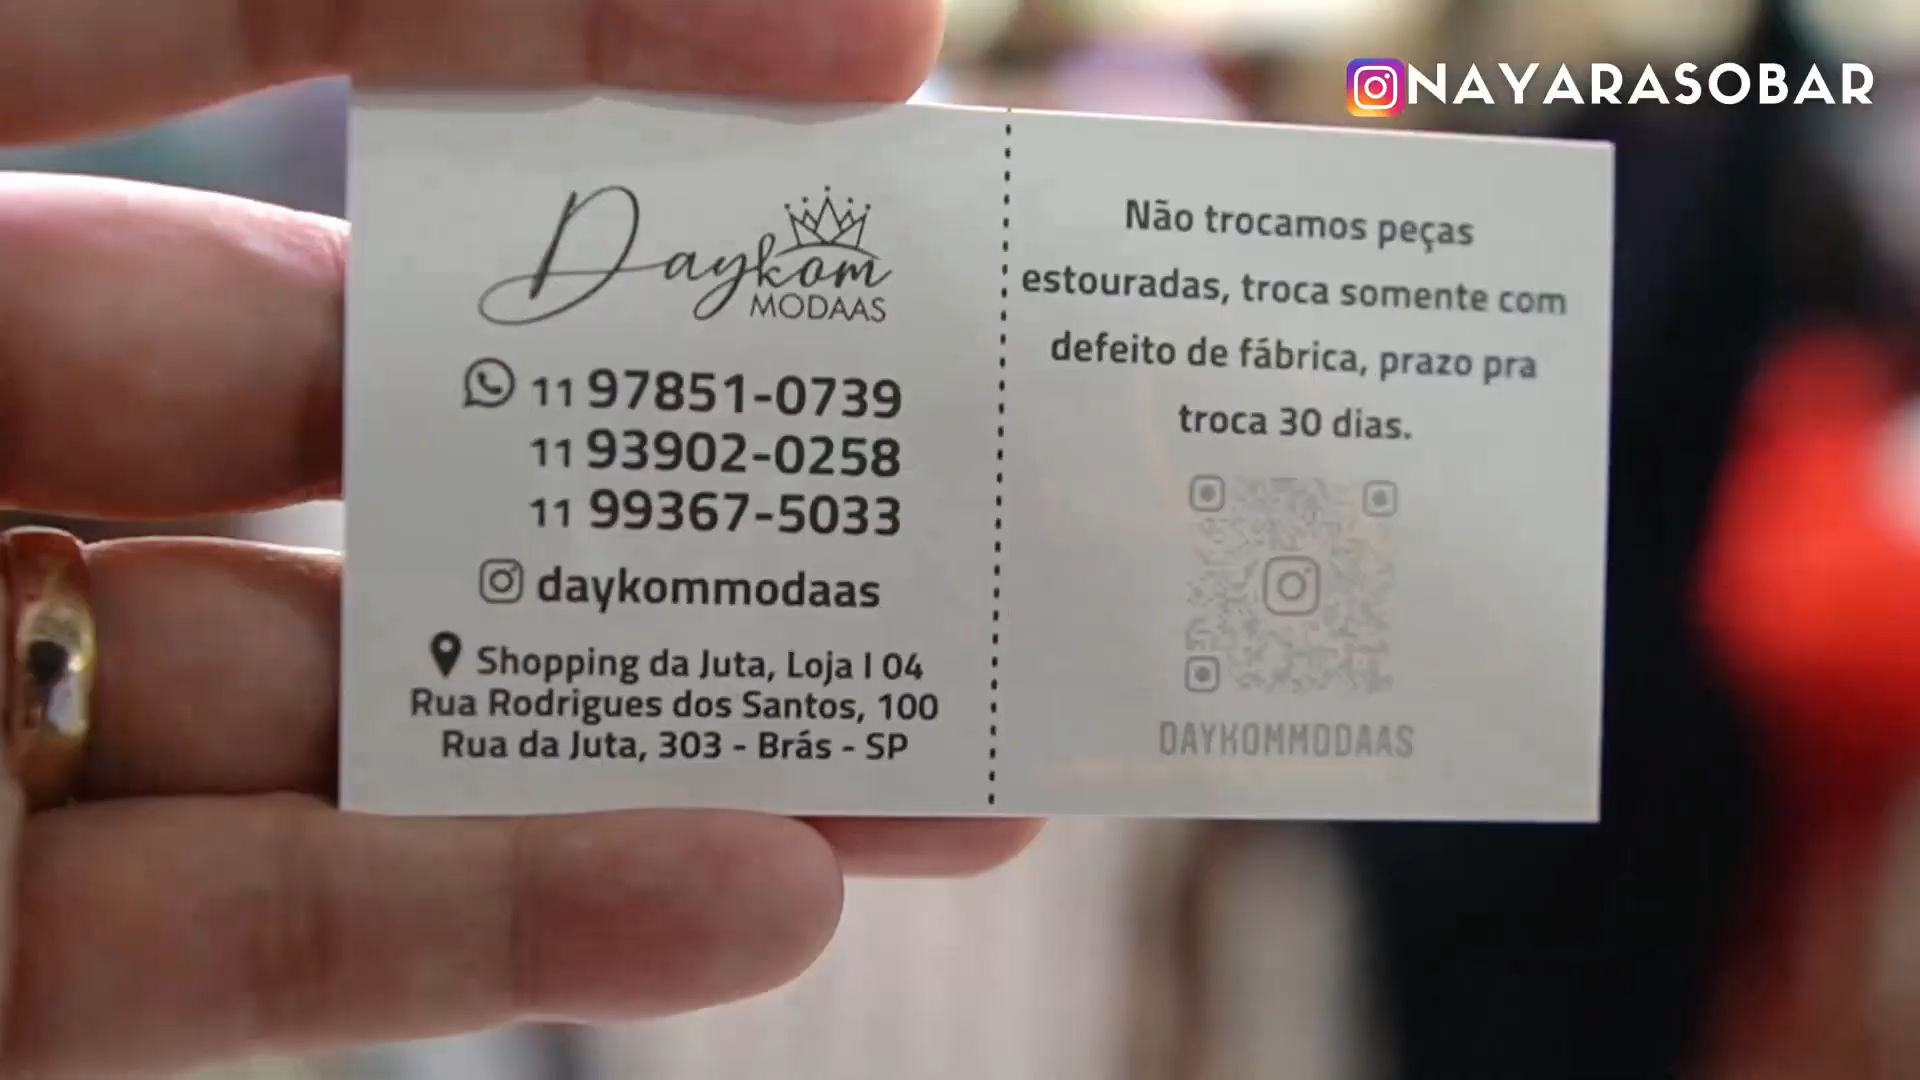 NAYARASOBAR
Daykom
MODAAS
11 97851-0739
11 93902-0258
11 99367-5033
daykommodaas
Shopping da Juta, Loja I 04
Rua Rodrigues dos Santos, 100
Rua da Juta, 303 - Brás - SP
Não trocamos peças
estouradas, troca somente com
defeito de fábrica, prazo pra
troca 30 dias.
DAYKOMMODAAS